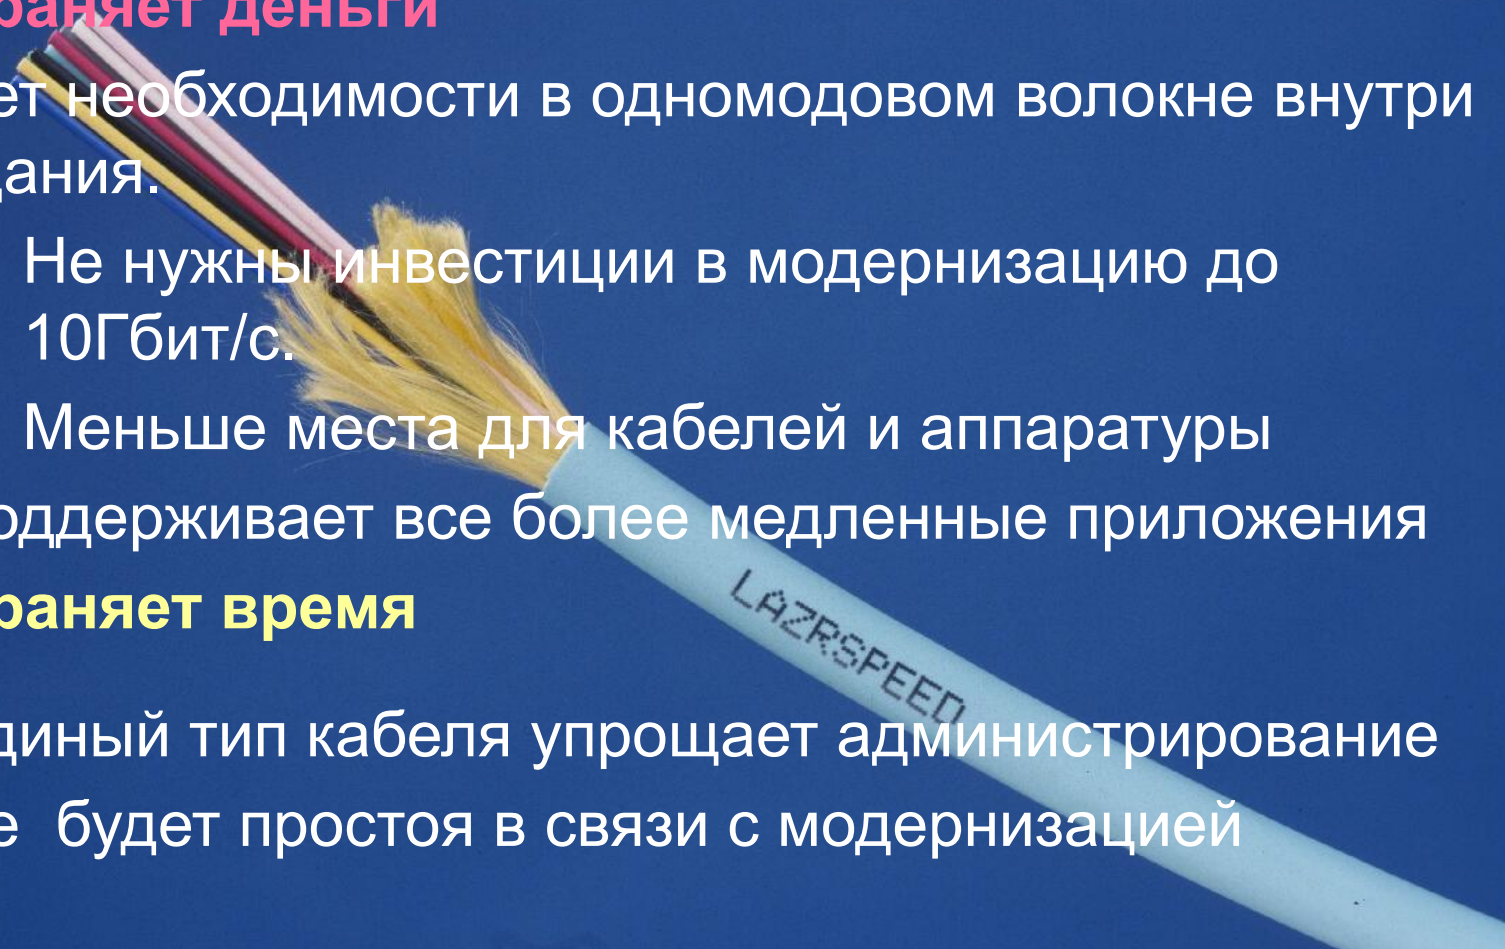 раняет деньги
ет необходимости в одномодовом волокне внутри
дания.
Не нужны инвестиции в модернизацию до
10Гбит/с.
Меньше места для кабелей и аппаратуры
оддерживает все более медленные приложения
раняет время
LAZRSPEED
диный тип кабеля упрощает администрирование
е будет простоя в связи с модернизацией